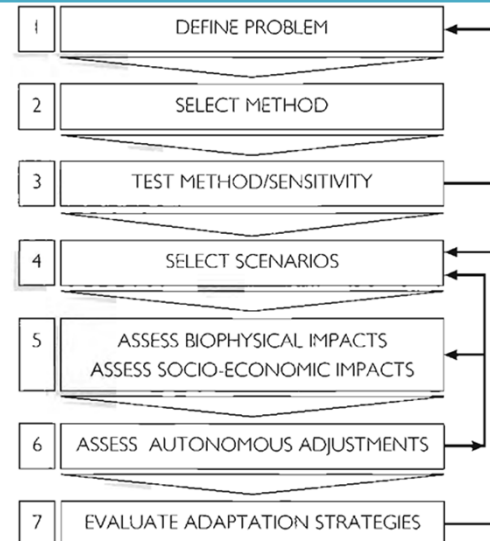 1 DEFINE PROBLEM
2 SELECT METHOD
3 TEST METHOD/SENSITIVITY
4 SELECT SCENARIOS
5 ASSESS BIOPHYSICAL IMPACTS
ASSESS SOCIO-ECONOMIC IMPACTS
6 ASSESS AUTONOMOUS ADJUSTMENTS
7 EVALUATE ADAPTATION STRATEGIES